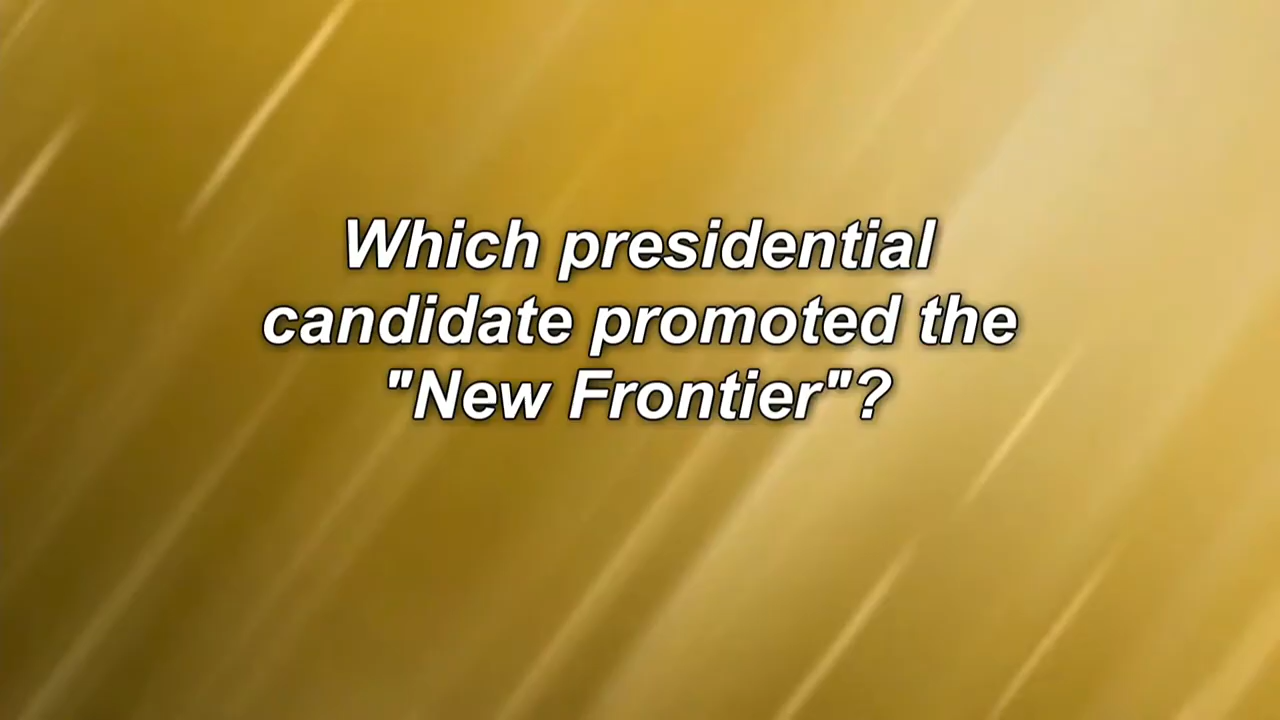 Which presidential
candidate promoted the
"New Frontier"?